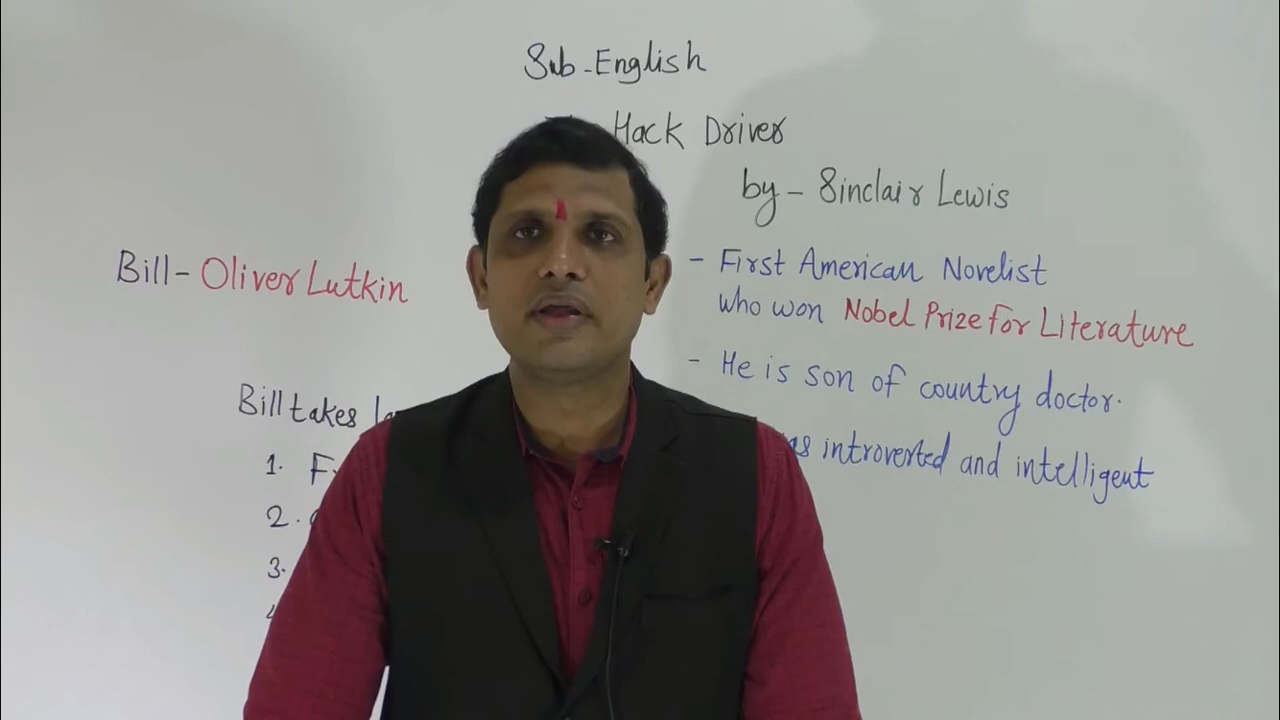 Sub-English
Hack Driver
by - Sinclair Lewis
Bill - Oliver Lutkin
- First American Novelist
who won Nobel Prize For Literature
- He is son of country doctor.
introverted and intelligent
Bill takes
1.
2.
3.